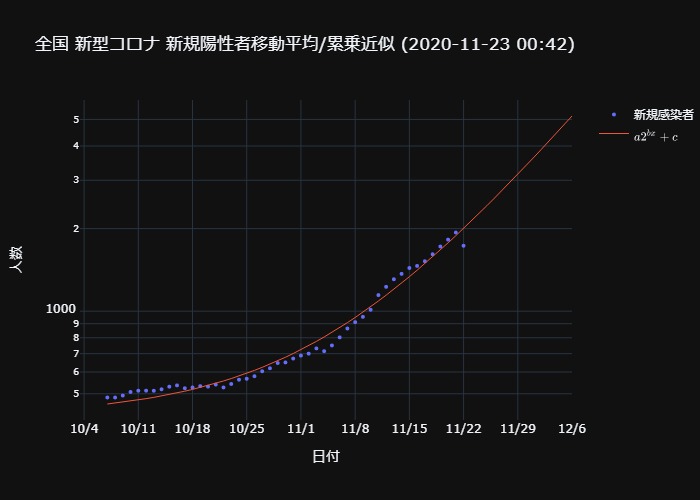 全国 新型コロナ 新規陽性者移動平均/累乗近似 (2020-11-23 00:42)
新規感染者
a2^{bx} + c
人数
5
4
3
2
1000
9
8
7
6
5
10/4 10/11 10/18 10/25 11/1 11/8 11/15 11/22 11/29 12/6
日付